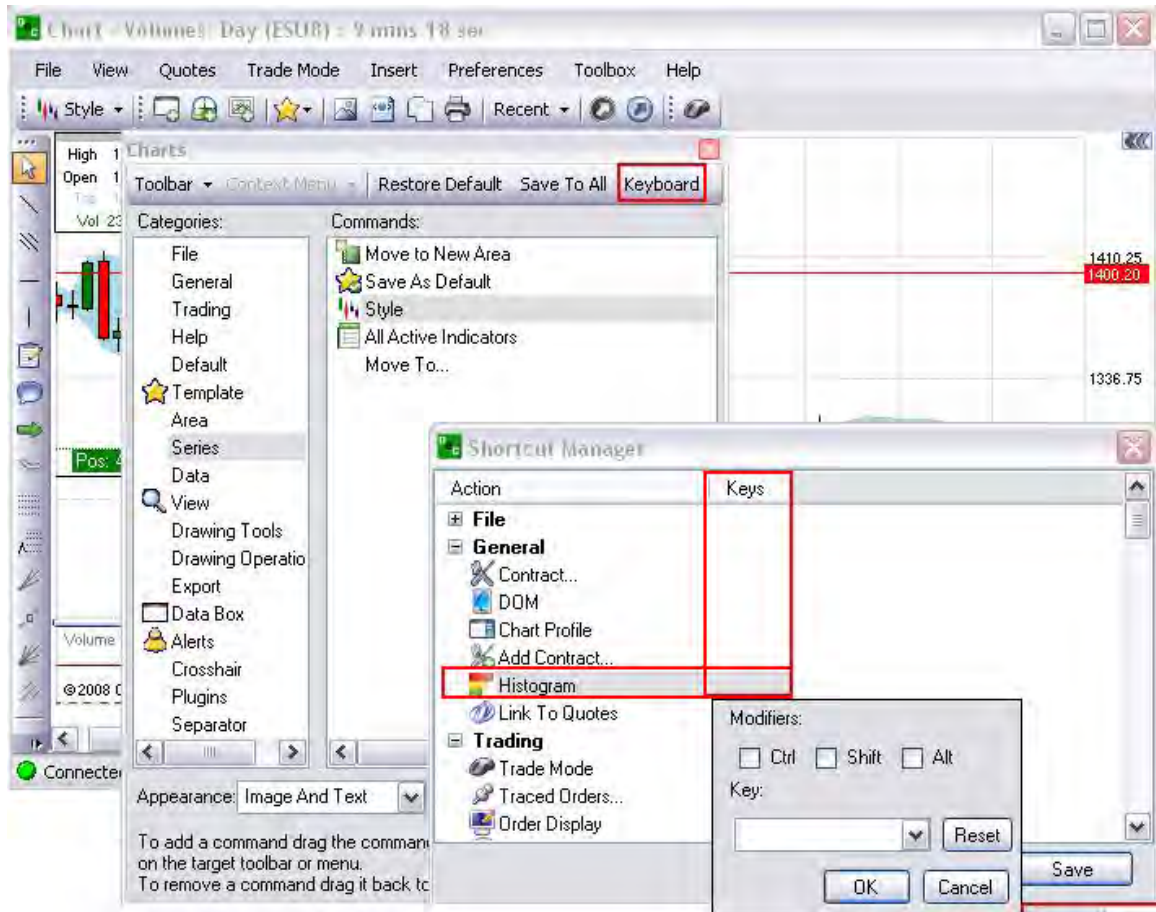 Chart - Volumes: Day (ESU8) : 9 mins 18 sec
File View Quotes Trade Mode Insert Preferences Toolbox Help
Style Recent
High 1
Open 1
Vol 23
Charts
Toolbar Context Menu Restore Default Save To All Keyboard
Categories: Commands:
File
General
Trading
Help
Default
Template
Area
Series
Data
View
Drawing Tools
Drawing Operatio
Export
Data Box
Alerts
Crosshair
Plugins
Separator
Move to New Area
Save As Default
Style
All Active Indicators
Move To...
1410.25
1400.20
1336.75
Pos: 4
Volume
©2008 C
Connected
Appearance: Image And Text
To add a command drag the command
on the target toolbar or menu.
To remove a command drag it back to
Shortcut Manager
Action Keys
File
General
Contract...
DOM
Chart Profile
Add Contract...
Histogram
Link To Quotes
Trading
Trade Mode
Traced Orders...
Order Display
Modifiers:
Ctrl Shift Alt
Key:
Reset
OK Cancel
Save